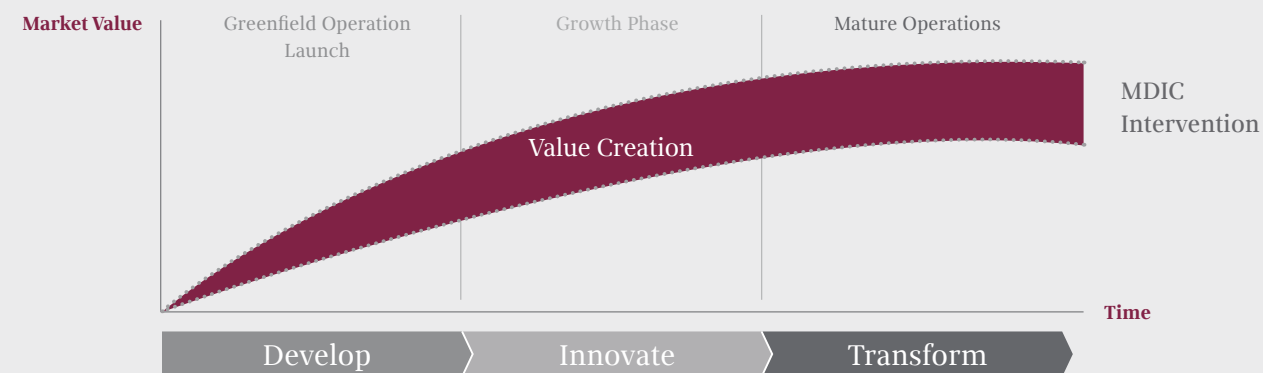 Market Value
Greenfield Operation
Launch
Growth Phase
Mature Operations
MDIC
Intervention
Value Creation
Time
Develop
Innovate
Transform